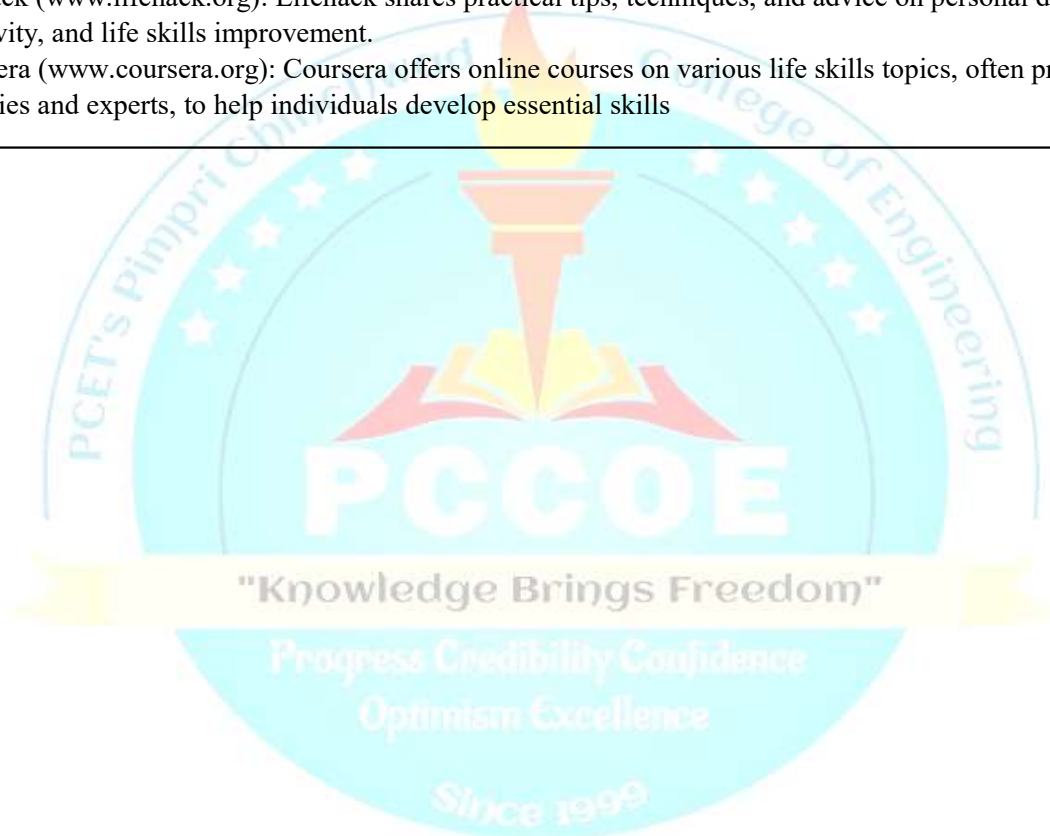 (www.lifehack.org): Lifehack shares practical tips, techniques, and advice on personal
vity, and life skills improvement.
era (www.coursera.org): Coursera offers online courses on various life skills topics, often
ies and experts, to help individuals develop essential skills
PCET's Pimpri Chinchwad College of Engineering
PCCOE
"Knowledge Brings Freedom"
Progress Credibility Confidence
Optimism Excellence
Since 1999